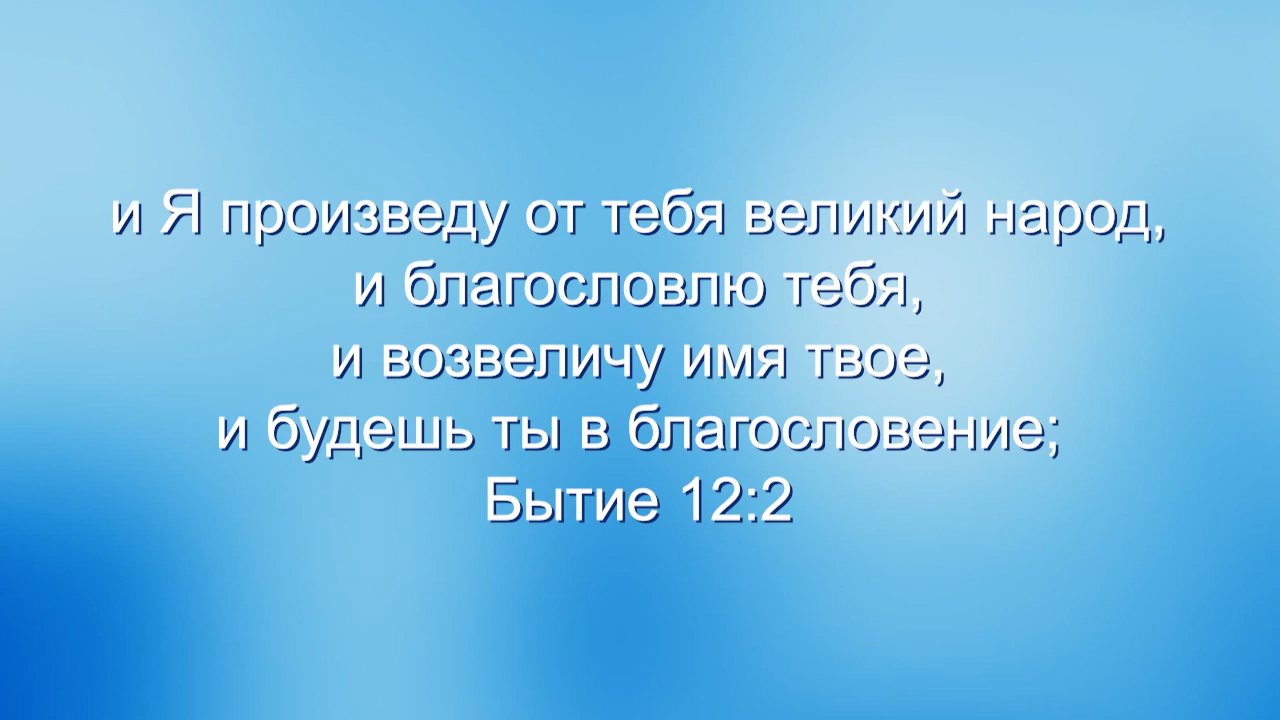 и Я произведу от тебя великий народ,
и благословлю тебя,
и возвеличу имя твое,
и будешь ты в благословение;
Бытие 12:2